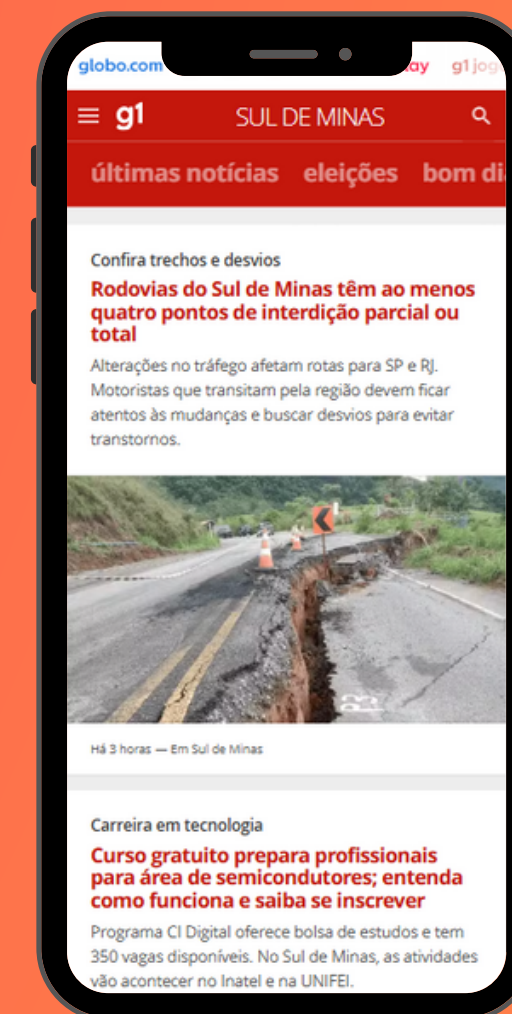 globo.com
g1 jog
g1 SUL DE MINAS
últimas notícias eleições bom di
Confira trechos e desvios
Rodovias do Sul de Minas têm ao menos
quatro pontos de interdição parcial ou
total
Alterações no tráfego afetam rotas para SP e RJ.
Motoristas que transitam pela região devem ficar
atentos às mudanças e buscar desvios para evitar
transtornos.
Há 3 horas — Em Sul de Minas
Carreira em tecnologia
Curso gratuito prepara profissionais
para área de semicondutores; entenda
como funciona e saiba se inscrever
Programa CI Digital oferece bolsa de estudos e tem
350 vagas disponíveis. No Sul de Minas, as atividades
vão acontecer no Inatel e na UNIFEI.